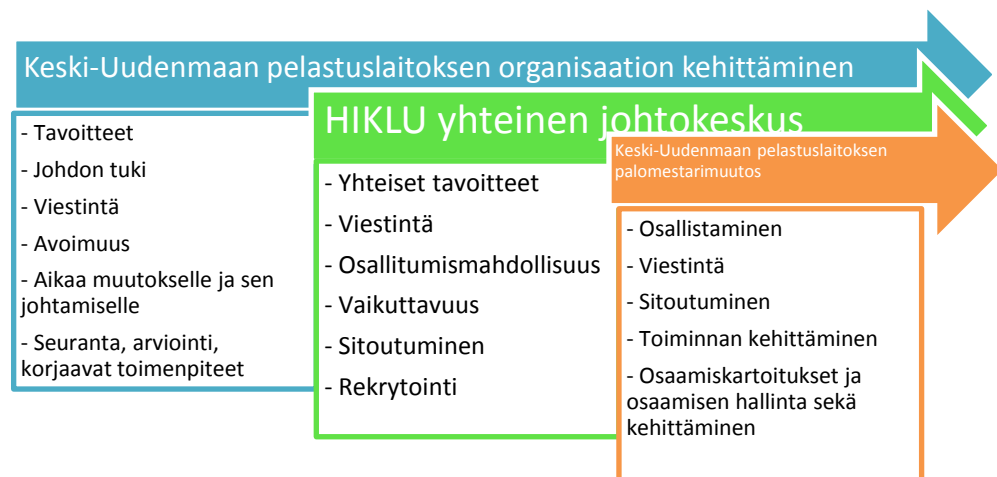 Keski-Uudenmaan pelastuslaitoksen organisaation kehittäminen
- Tavoitteet
- Johdon tuki
- Viestintä
- Avoimuus
- Aikaa muutokselle ja sen
johtamiselle
- Seuranta, arviointi,
korjaavat toimenpiteet
HIKLU yhteinen johtokeskus
- Yhteiset tavoitteet
- Viestintä
- Osallitumismahdollisuus
- Vaikuttavuus
- Sitoutuminen
- Rekrytointi
Keski-Uudenmaan pelastuslaitoksen
palomestarimuutos
- Osallistaminen
- Viestintä
- Sitoutuminen
- Toiminnan kehittäminen
- Osaamiskartoitukset ja
osaamisen hallinta sekä
kehittäminen